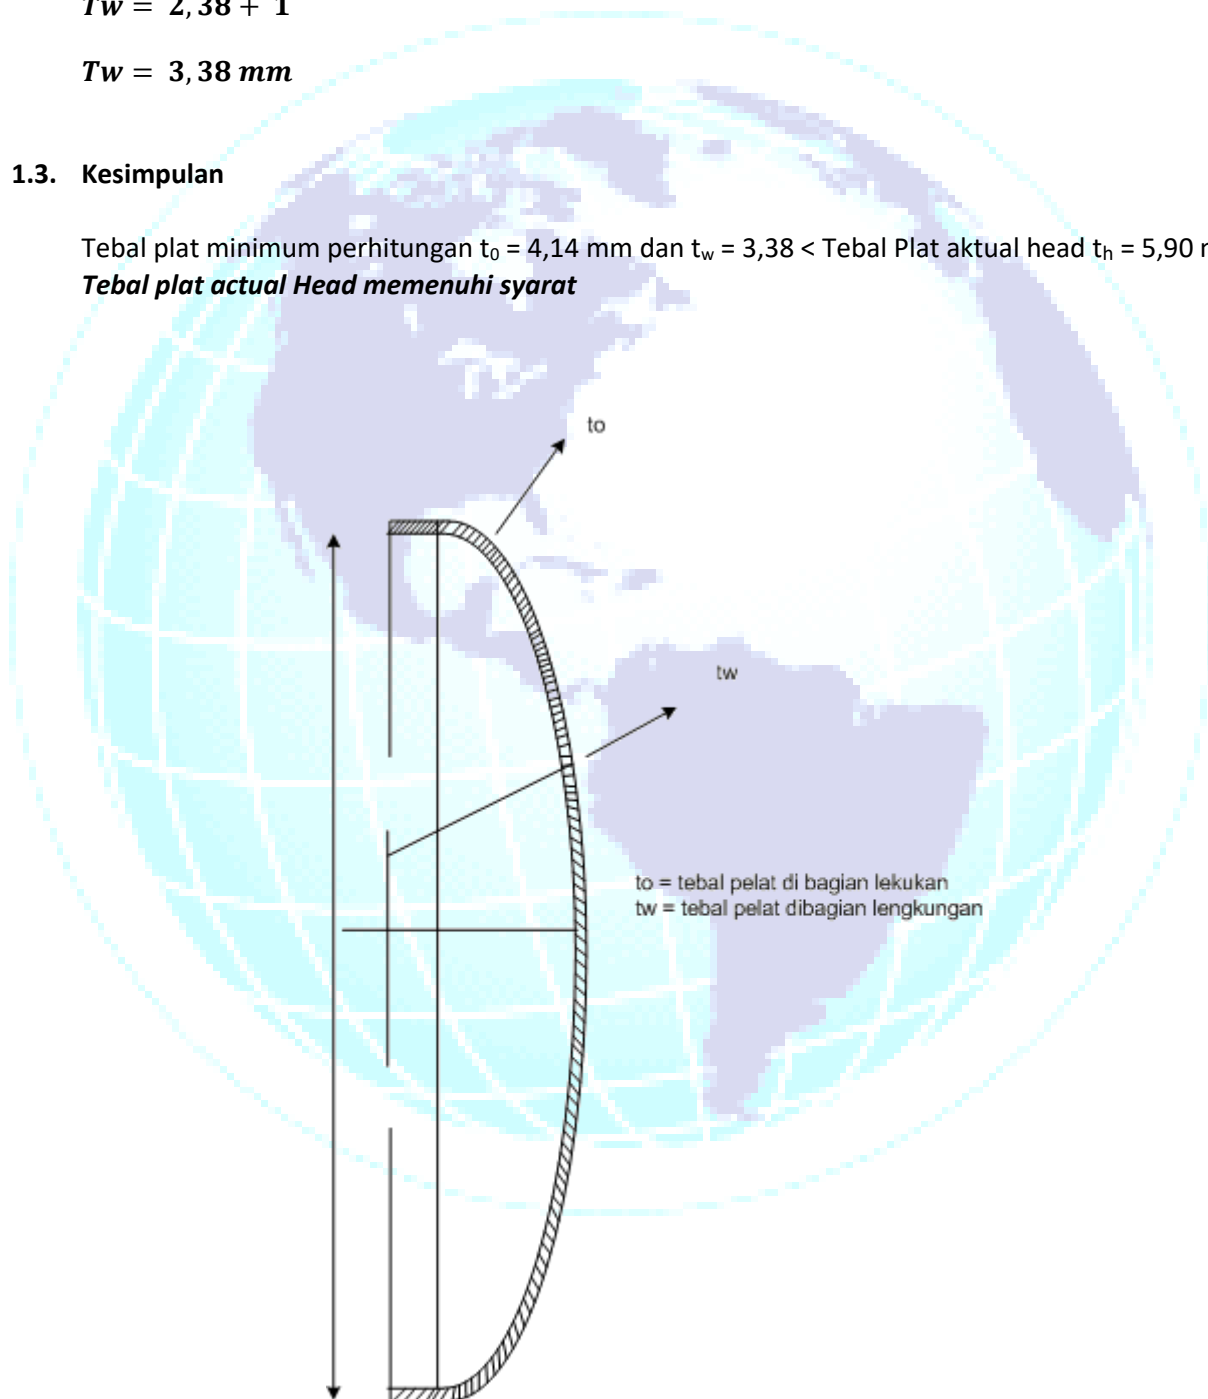 Tw = 2,38 + 1
Tw = 3,38 mm
1.3. Kesimpulan
Tebal plat minimum perhitungan t₀ = 4,14 mm dan tw = 3,38 < Tebal Plat aktual head th = 5,90
Tebal plat actual Head memenuhi syarat
to
tw
to = tebal pelat di bagian lekukan
tw = tebal pelat dibagian lengkungan